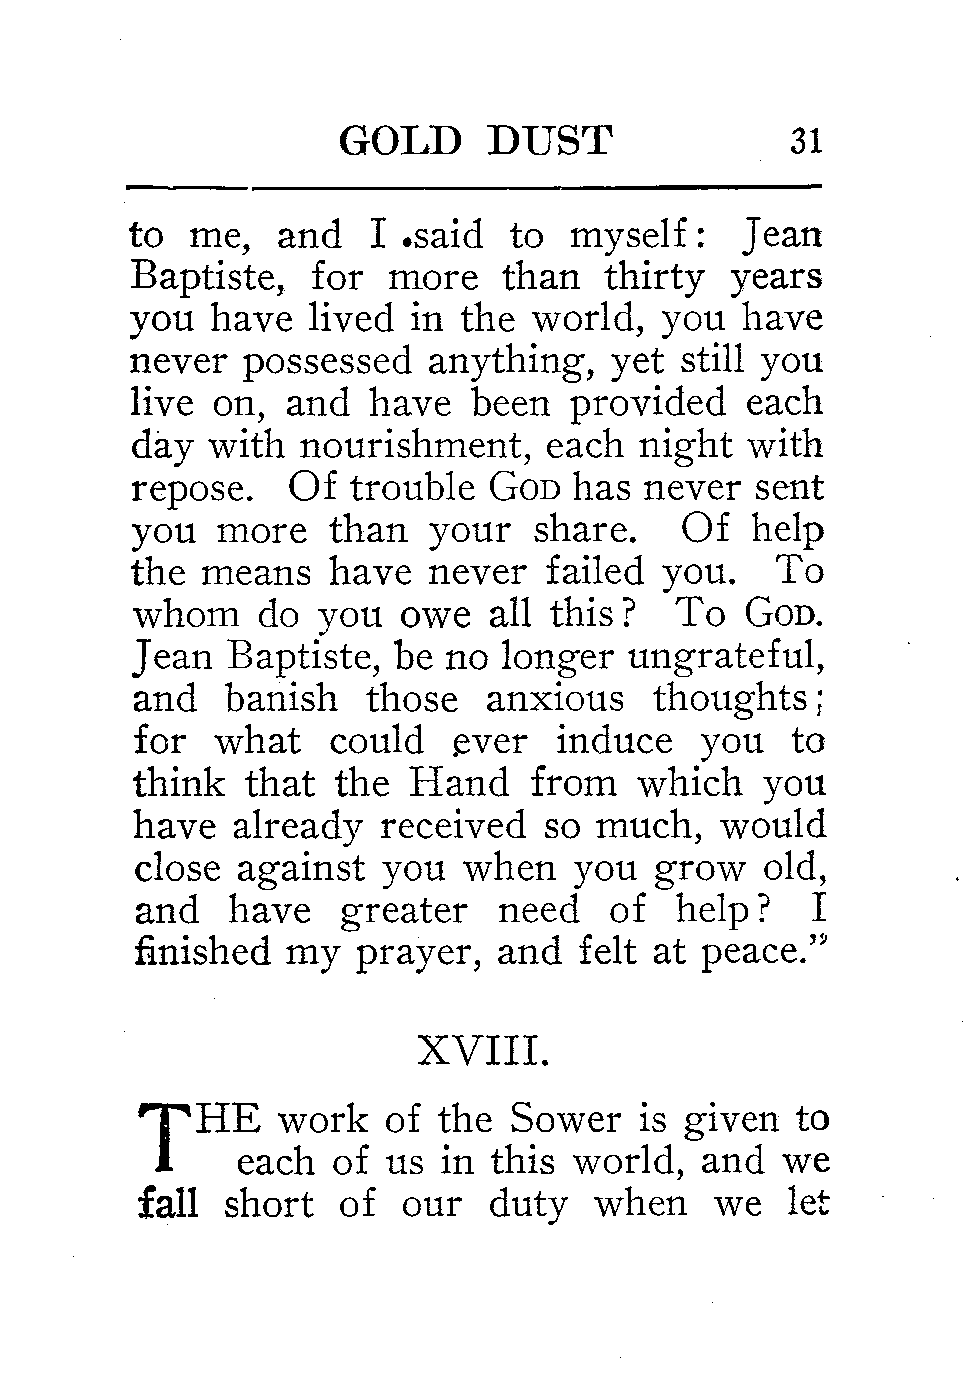 GOLD DUST 31
to me, and I .said to myself: Jean
Baptiste, for more than thirty years
you have lived in the world, you have
never possessed anything, yet still you
live on, and have been provided each
day with nourishment, each night with
repose. Of trouble GOD has never sent
you more than your share. Of help
the means have never failed you. To
whom do you owe all this? To GOD.
Jean Baptiste, be no longer ungrateful,
and banish those anxious thoughts;
for what could ever induce you to
think that the Hand from which you
have already received so much, would
close against you when you grow old,
and have greater need of help? I
finished my prayer, and felt at peace."
XVIII.
THE work of the Sower is given to
each of us in this world, and we
fall short of our duty when we let